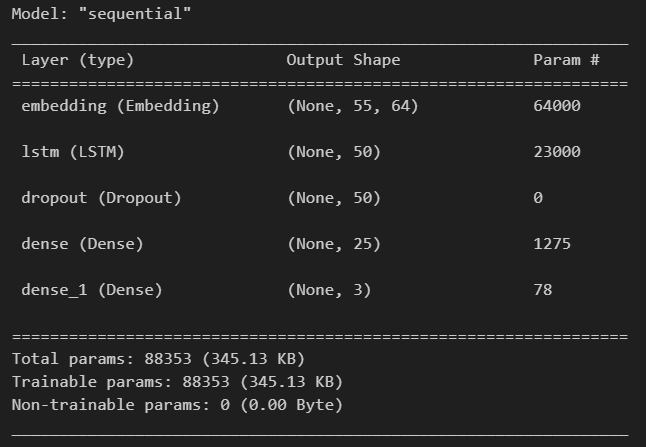 Model: "sequential"
_________________________________________________________________
Layer (type) Output Shape Param #
=================================================================
embedding (Embedding) (None, 55, 64) 64000
lstm (LSTM) (None, 50) 23000
dropout (Dropout) (None, 50) 0
dense (Dense) (None, 25) 1275
dense_1 (Dense) (None, 3) 78
=================================================================
Total params: 88353 (345.13 KB)
Trainable params: 88353 (345.13 KB)
Non-trainable params: 0 (0.00 Byte)
_________________________________________________________________